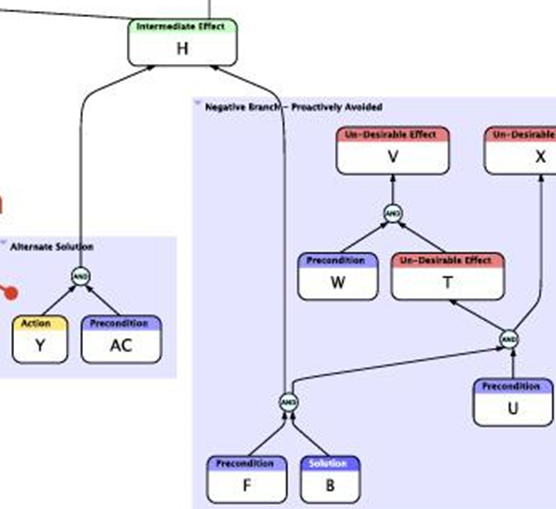 Intermediate Effect
H
Negative Branch - Proactively Avoided
Un-Desirable Effect
V
Un-Desirable
X
AND
Alternate Solution
Precondition
W
Un-Desirable Effect
T
AND
Action
Y
Precondition
AC
AND
Precondition
U
AND
Precondition
F
Solution
B